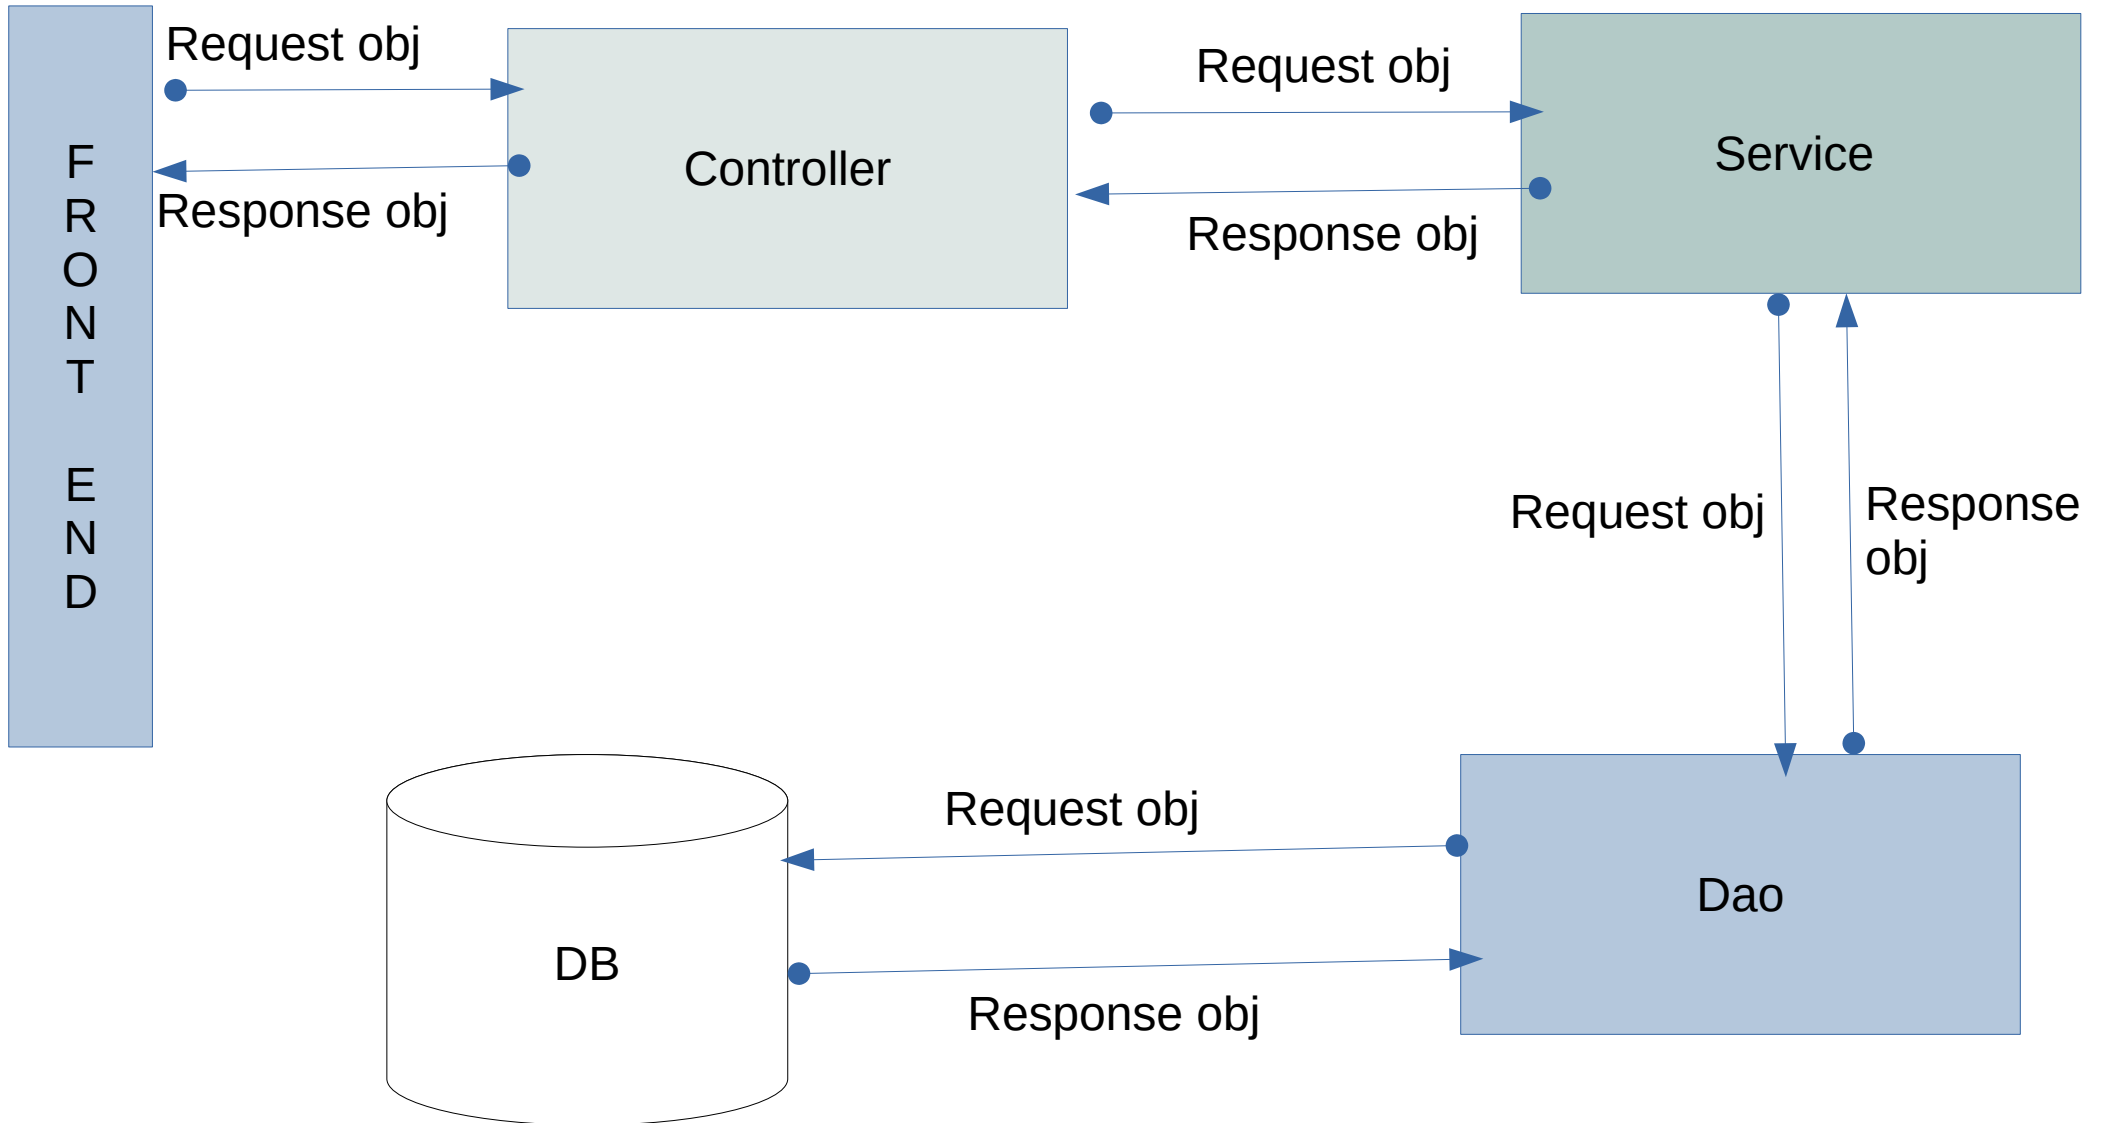 Request obj
Response obj
F
R
O
N
T
E
N
D
Controller
Request obj
Response obj
Service
Request obj
Response
obj
Request obj
Response obj
DB
Dao